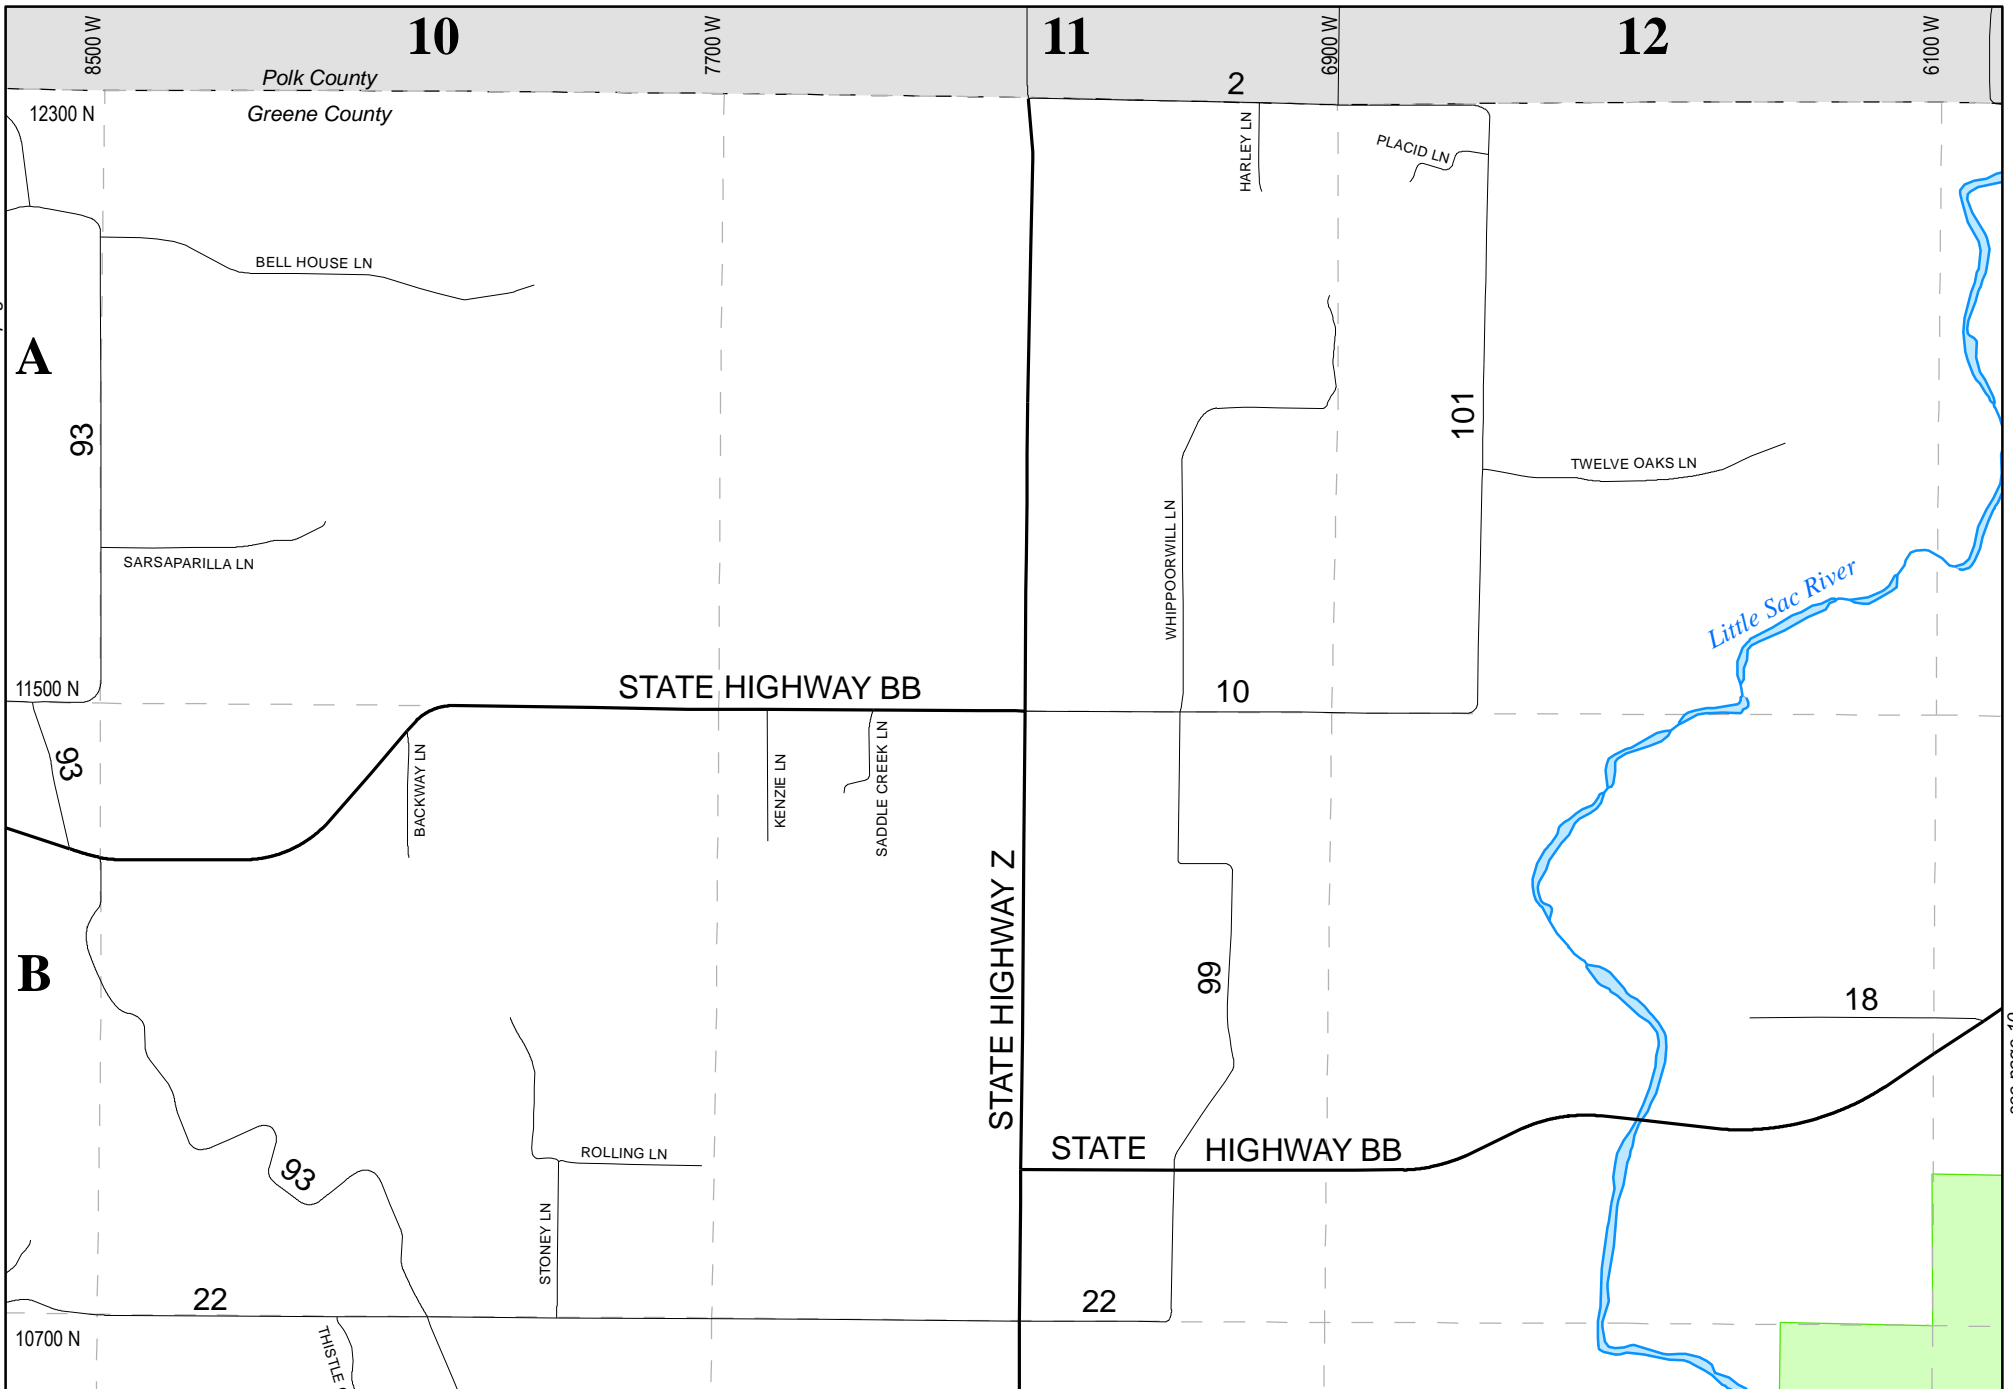 8500 W
10
7700 W
11
6900 W
12
6100 W
Polk County
2
12300 N
Greene County
HARLEY LN
PLACID LN
BELL HOUSE LN
A
93
101
TWELVE OAKS LN
SARSAPARILLA LN
WHIPPOORWILL LN
Little Sac River
11500 N
STATE HIGHWAY BB
10
93
BACKWAY LN
KENZIE LN
SADDLE CREEK LN
STATE HIGHWAY Z
B
99
18
STATE HIGHWAY BB
93
ROLLING LN
STONEY LN
22
22
10700 N
THISTLE